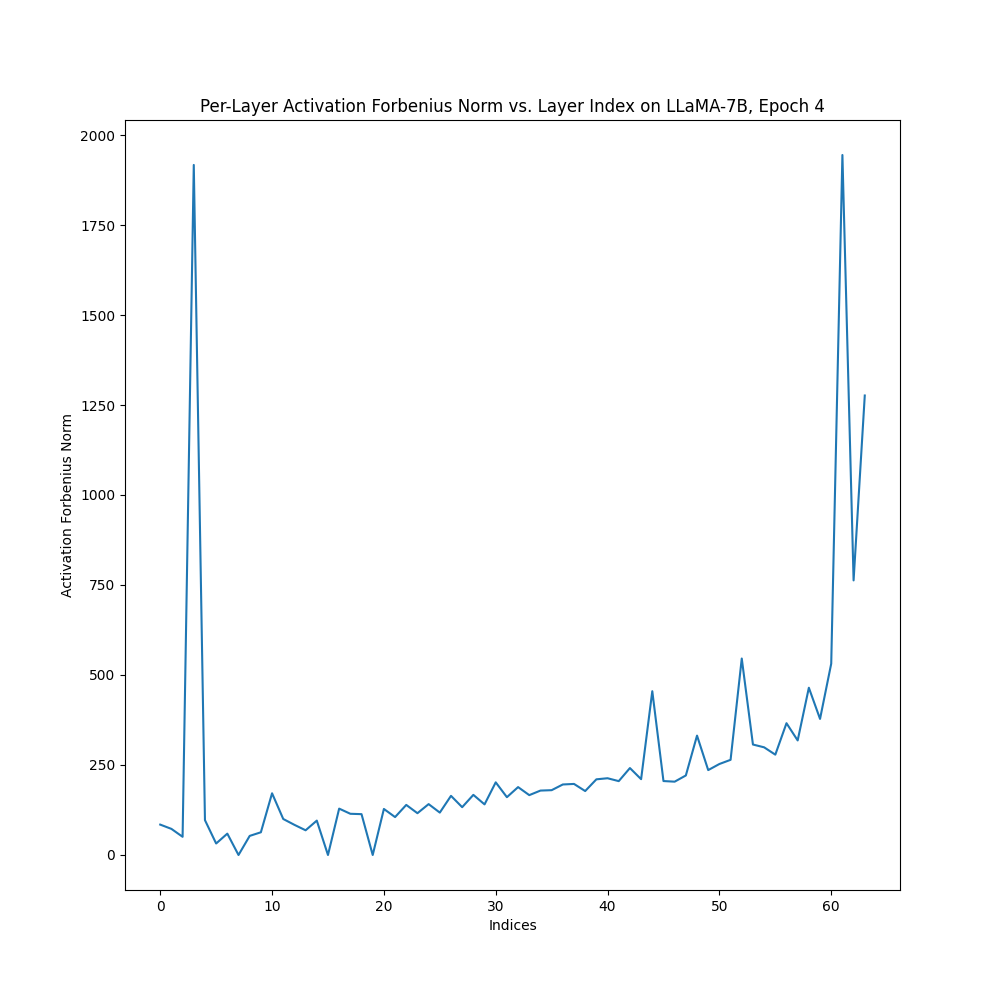 Per-Layer Activation Forbenius Norm vs. Layer Index on LLaMA-7B, Epoch 4
2000
1750
1500
1250
1000
750
500
250
0
Activation Forbenius Norm
0 10 20 30 40 50 60
Indices